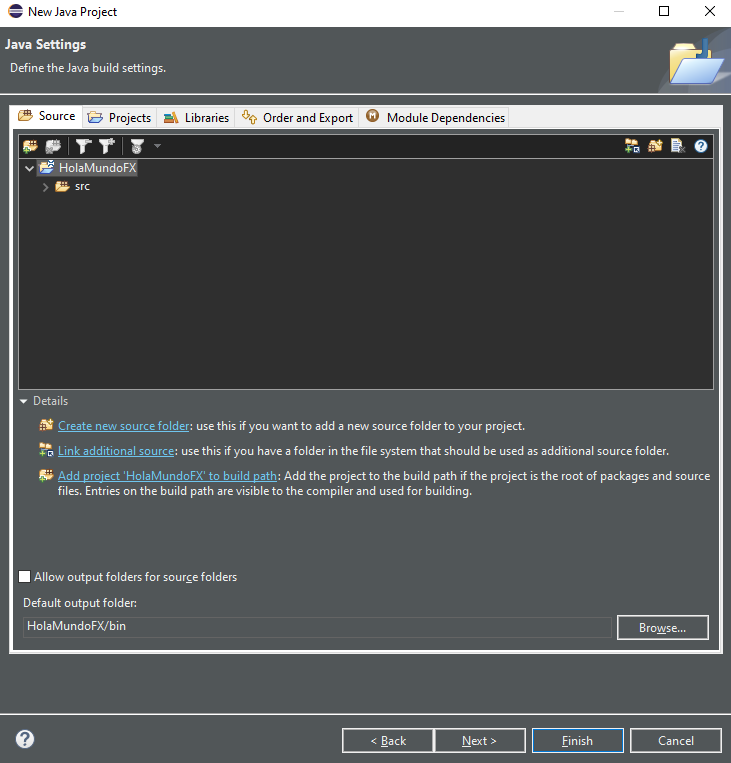 New Java Project
Java Settings
Define the Java build settings.
Source Projects Libraries Order and Export Module Dependencies
HolaMundoFX
src
Details
Create new source folder: use this if you want to add a new source folder to your project.
Link additional source: use this if you have a folder in the file system that should be used as additional source folder.
Add project 'HolaMundoFX' to build path: Add the project to the build path if the project is the root of packages and source
files. Entries on the build path are visible to the compiler and used for building.
Allow output folders for source folders
Default output folder:
HolaMundoFX/bin Browse...
< Back Next > Finish Cancel